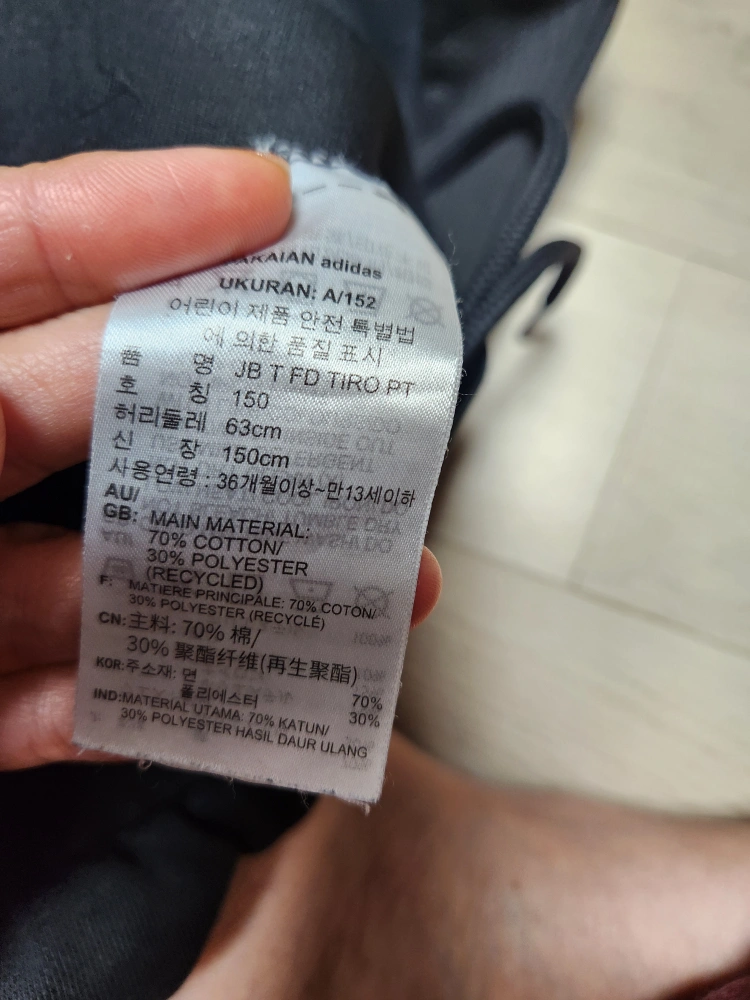 adidas
UKURAN: A/152
어린이 제품 안전 특별법
에 의한 품질 표시
품 명 JB T FD TIRO PT
호 칭 150
허리둘레 63cm
신 장 150cm
사용연령 : 36개월이상~만13세이하
AU/
GB: MAIN MATERIAL:
70% COTTON/
30% POLYESTER
(RECYCLED)
F: MATIERE PRINCIPALE: 70% COTON/
30% POLYESTER (RECYCLÉ)
CN:主料: 70% 棉/
30% 聚酯纤维(再生聚酯)
KOR:주소재: 면 70%
폴리에스터 30%
IND:MATERIAL UTAMA: 70% KATUN/
30% POLYESTER HASIL DAUR ULANG